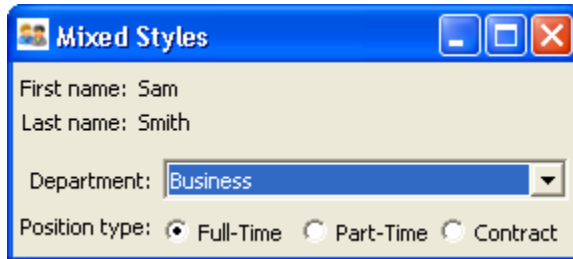 Mixed Styles
First name: Sam
Last name: Smith
Department: Business
Position type: Full-Time Part-Time Contract